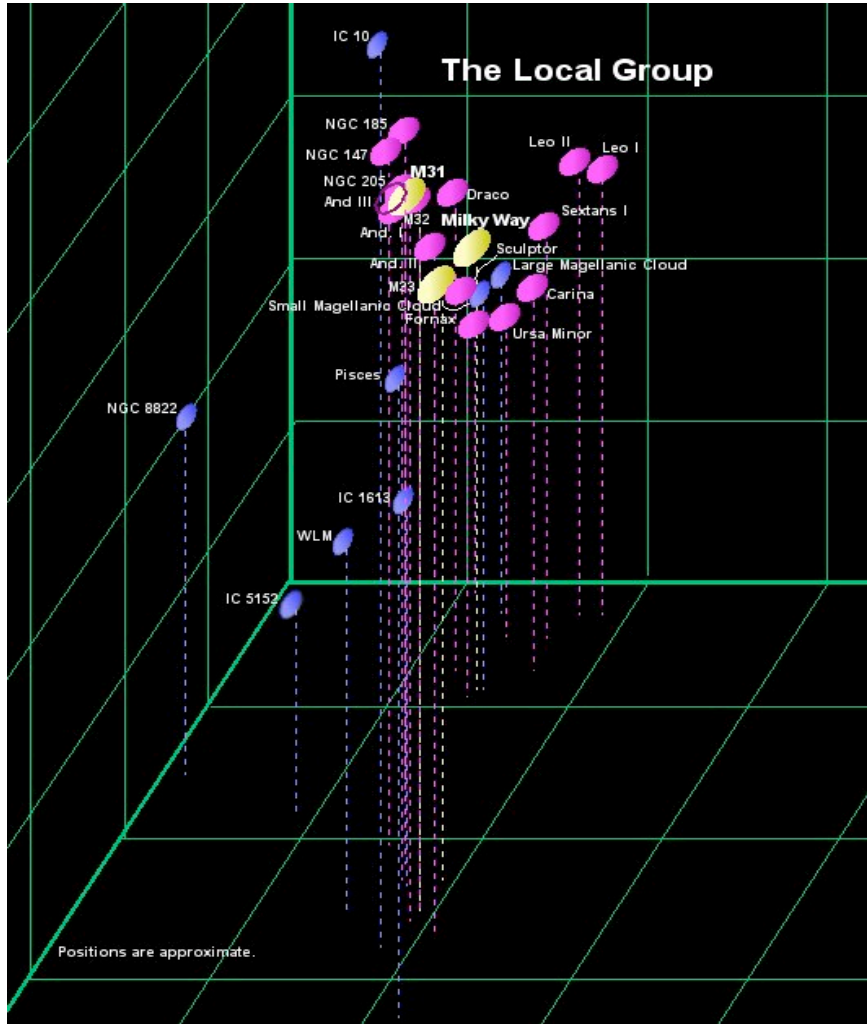 IC 10
The Local Group
NGC 185
NGC 147
Leo II
Leo I
M31
NGC 205
And III
Draco
M32
Milky Way
Sextans I
And. I
Sculptor
And. II
Large Magellanic Cloud
M33
Carina
Small Magellanic Cloud
Fornax
Ursa Minor
Pisces
NGC 8822
IC 1613
WLM
IC 5152
Positions are approximate.